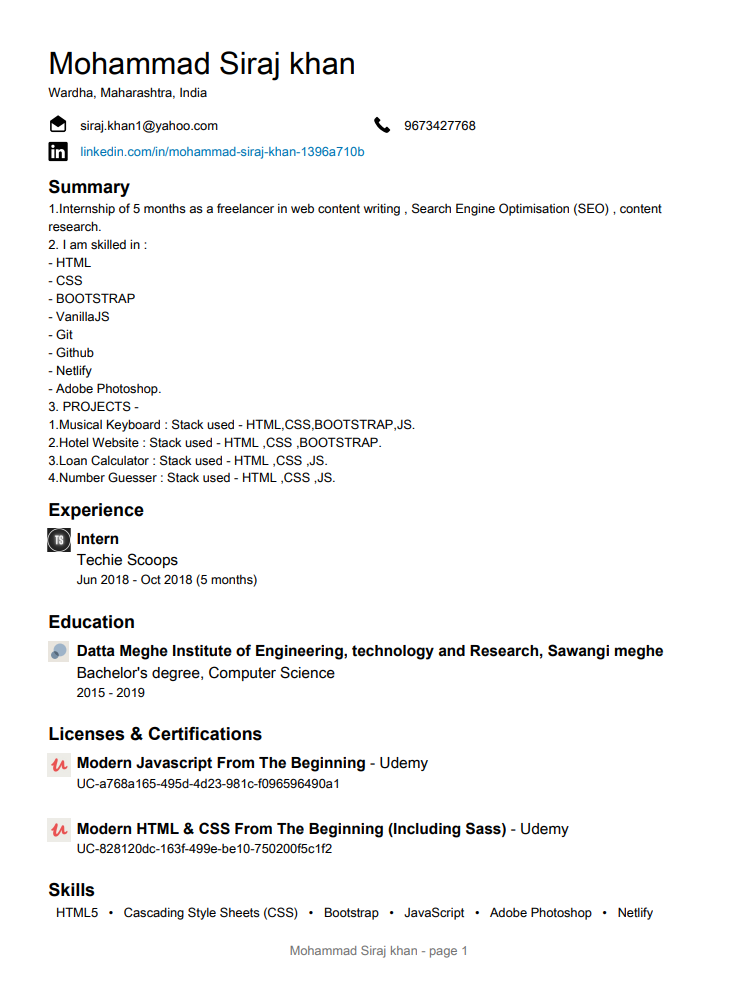 Mohammad Siraj khan
Wardha, Maharashtra, India
siraj.khan1@yahoo.com 9673427768
linkedin.com/in/mohammad-siraj-khan-1396a710b
Summary
1.Internship of 5 months as a freelancer in web content writing , Search Engine Optimisation (SEO) , content
research.
2. I am skilled in :
- HTML
- CSS
- BOOTSTRAP
- VanillaJS
- Git
- Github
- Netlify
- Adobe Photoshop.
3. PROJECTS -
1.Musical Keyboard : Stack used - HTML,CSS,BOOTSTRAP,JS.
2.Hotel Website : Stack used - HTML ,CSS ,BOOTSTRAP.
3.Loan Calculator : Stack used - HTML ,CSS ,JS.
4.Number Guesser : Stack used - HTML ,CSS ,JS.
Experience
TS Intern
Techie Scoops
Jun 2018 - Oct 2018 (5 months)
Education
Datta Meghe Institute of Engineering, technology and Research, Sawangi meghe
Bachelor's degree, Computer Science
2015 - 2019
Licenses & Certifications
Modern Javascript From The Beginning - Udemy
UC-a768a165-495d-4d23-981c-f096596490a1
Modern HTML & CSS From The Beginning (Including Sass) - Udemy
UC-828120dc-163f-499e-be10-750200f5c1f2
Skills
HTML5 • Cascading Style Sheets (CSS) • Bootstrap • JavaScript • Adobe Photoshop • Netlify
Mohammad Siraj khan - page 1